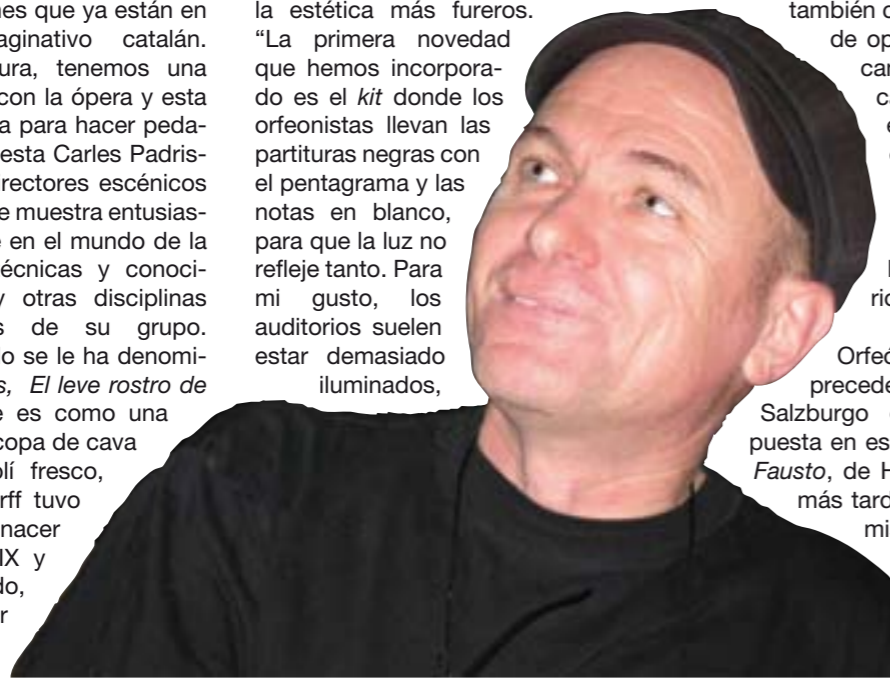 nes que ya están en
aginativo catalán.
ura, tenemos una
con la ópera y esta
a para hacer peda-
esta Carles Padris-
rectores escénicos
e muestra entusias-
e en el mundo de la
écnicas y conoci-
y otras disciplinas
s de su grupo.
o se le ha denomi-
s, El leve rostro de
e es como una
copa de cava
lí fresco,
rff tuvo
nacer
IX y
do,
r
la estética más fureros.
“La primera novedad
que hemos incorpora-
do es el kit donde los
orfeonistas llevan las
partituras negras con
el pentagrama y las
notas en blanco,
para que la luz no
refleje tanto. Para
mi gusto, los
auditorios suelen
estar demasiado
iluminados,
también
de op
can
ca
ric
Orfeó
precede
Salzburgo
puesta en es
Fausto, de H
más tard
mi